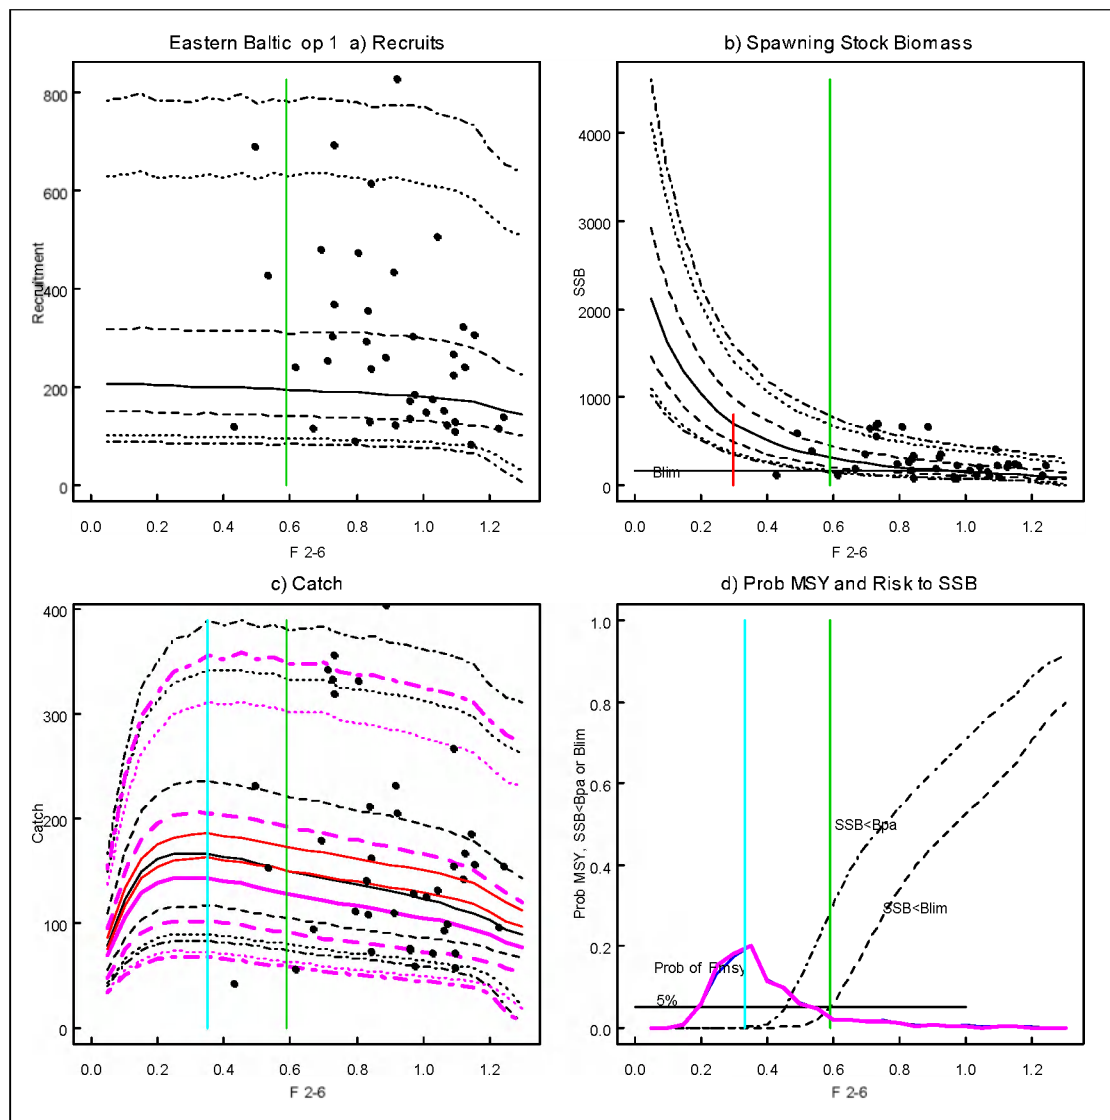 Eastern Baltic op 1 a) Recruits
Recruitment
800
600
400
200
0
0.0 0.2 0.4 0.6 0.8 1.0 1.2
F 2-6
b) Spawning Stock Biomass
SSB
4000
3000
2000
1000
0
Blim
0.0 0.2 0.4 0.6 0.8 1.0 1.2
F 2-6
c) Catch
Catch
400
300
200
100
0
0.0 0.2 0.4 0.6 0.8 1.0 1.2
F 2-6
d) Prob MSY and Risk to SSB
Prob MSY, SSB<Bpa or Blim
1.0
0.8
0.6
0.4
0.2
0.0
SSB<Bpa
SSB<Blim
Prob of Fmsy
5%
0.0 0.2 0.4 0.6 0.8 1.0 1.2
F 2-6